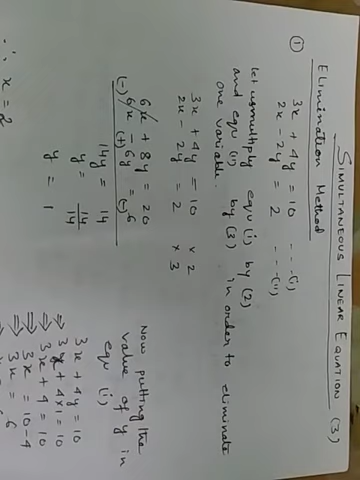 SIMULTANEOUS LINEAR EQUATION (3)
ELIMINATION METHOD
① 3x + 4y = 10 ---(i)
2x - 2y = 2 ---(ii)
Let us multiply equ (i) by (2)
and equ (ii) by (3) in order to eliminate
one variable.
3x + 4y = 10 × 2
2x - 2y = 2 × 3
6x + 8y = 20
6x - 6y = 6
(-) (+) (-)
14y = 14
y = 14/14
y = 1
Now putting the
value of y in
equ (i)
3x + 4y = 10
⇒ 3x + 4×1 = 10
⇒ 3x + 4 = 10
⇒ 3x = 10-4
⇒ 3x = 6
∴ x = 2